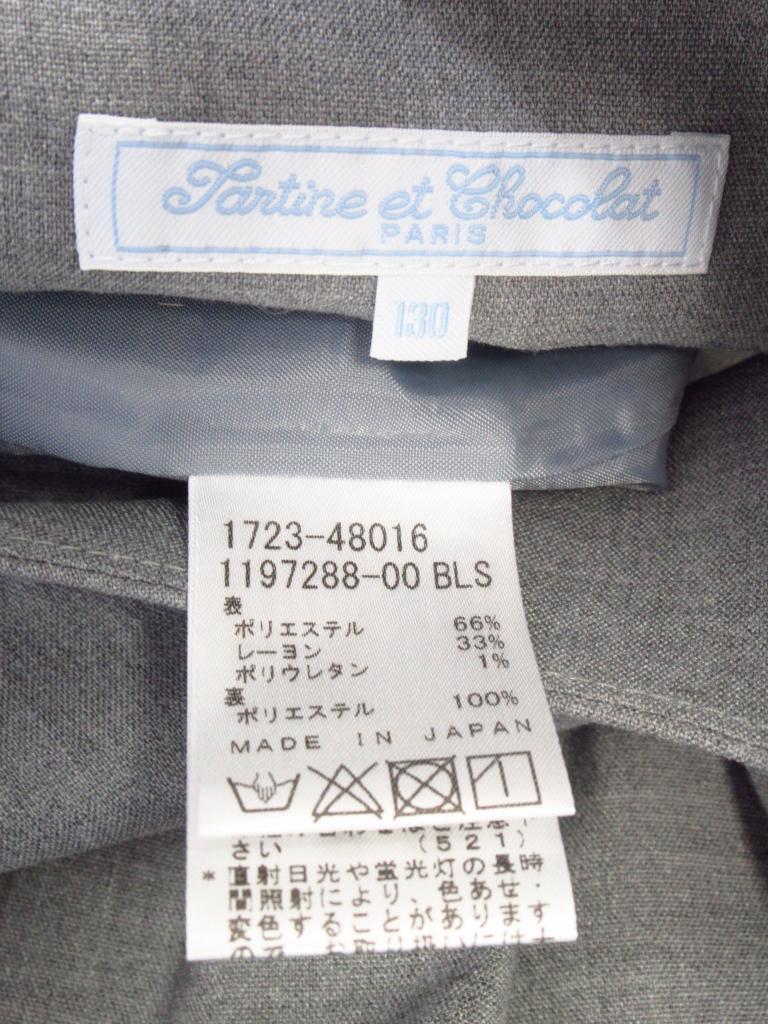 Tartine et Chocolat
PARIS
130
1723-48016
1197288-00 BLS
表
ポリエステル 66%
レーヨン 33%
ポリウレタン 1%
裏
ポリエステル 100%
MADE IN JAPAN
さい (521)
*直射日光や蛍光灯の長時
間照射により、色あせ・
変色することがあります